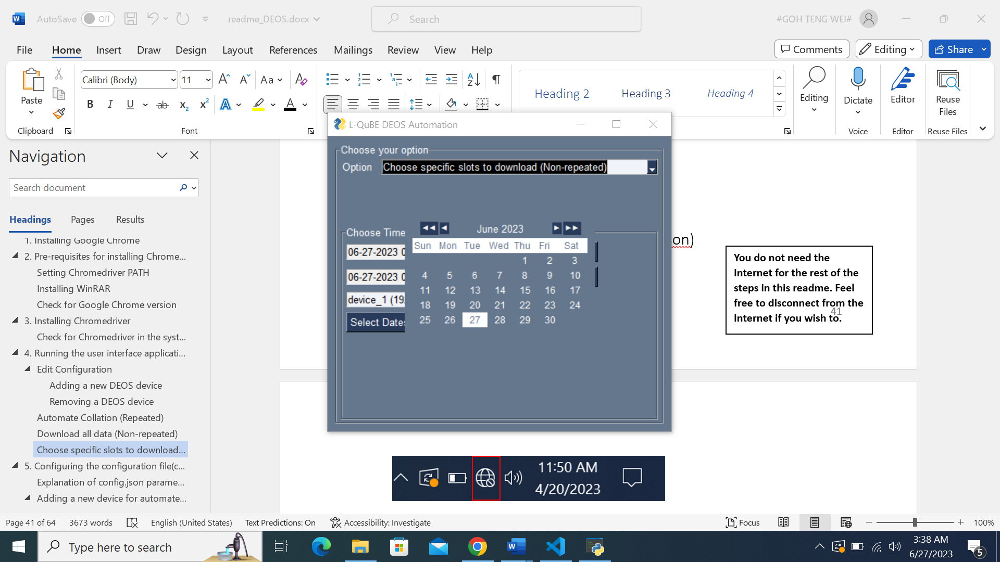 AutoSave Off readme_DEOS.docx Search #GOH TENG WEI#
File Home Insert Draw Design Layout References Mailings Review View Help Comments Editing Share
Paste
Calibri (Body) 11 Aa
B I U ab x2 x2 A A
Heading 2 Heading 3 Heading 4
Editing
Dictate
Editor
Reuse
Files
Clipboard Font Voice Editor Reuse Files
Navigation
Search document
Headings Pages Results
1. Installing Google Chrome
2. Pre-requisites for installing Chrome...
Setting Chromedriver PATH
Installing WinRAR
Check for Google Chrome version
3. Installing Chromedriver
Check for Chromedriver in the syst...
4. Running the user interface applicati...
Edit Configuration
Adding a new DEOS device
Removing a DEOS device
Automate Collation (Repeated)
Download all data (Non-repeated)
Choose specific slots to download...
5. Configuring the configuration file(c...
Explanation of config.json parame...
Adding a new device for automate...
L-QuBE DEOS Automation
Choose your option
Option Choose specific slots to download (Non-repeated)
Choose Time
06-27-2023 0
06-27-2023 0
device_1 (19
Select Dates
June 2023
Sun Mon Tue Wed Thu Fri Sat
1 2 3
4 5 6 7 8 9 10
11 12 13 14 15 16 17
18 19 20 21 22 23 24
25 26 27 28 29 30
on)
You do not need the
Internet for the rest of the
steps in this readme. Feel
free to disconnect from the
Internet if you wish to.
41
11:50 AM
4/20/2023
Page 41 of 64 3673 words English (United States) Text Predictions: On Accessibility: Investigate Focus 100%
Type here to search
3:38 AM
6/27/2023
5